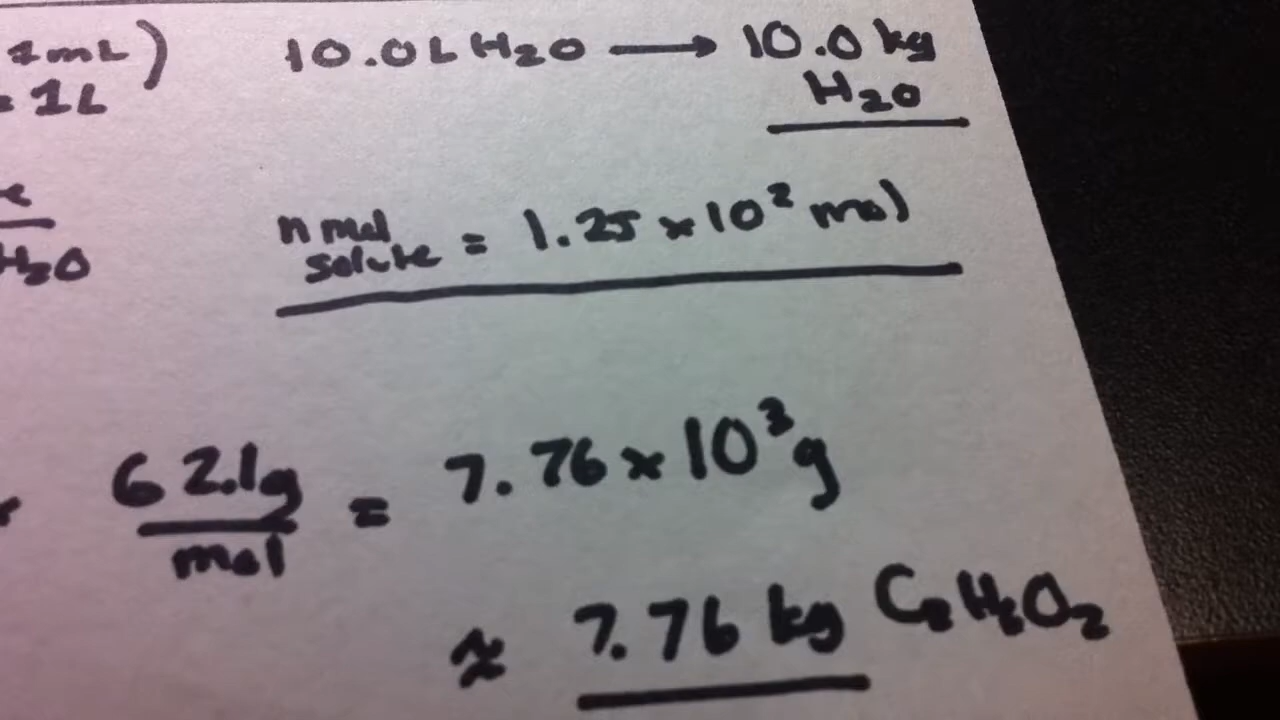 1mL) 10.0L H2O → 10.0 kg
= 1L H2O
n mol
solute = 1.25 × 10² mol
H2O
62.1g = 7.76 × 10³ g
mol
≈ 7.76 kg C2H6O2